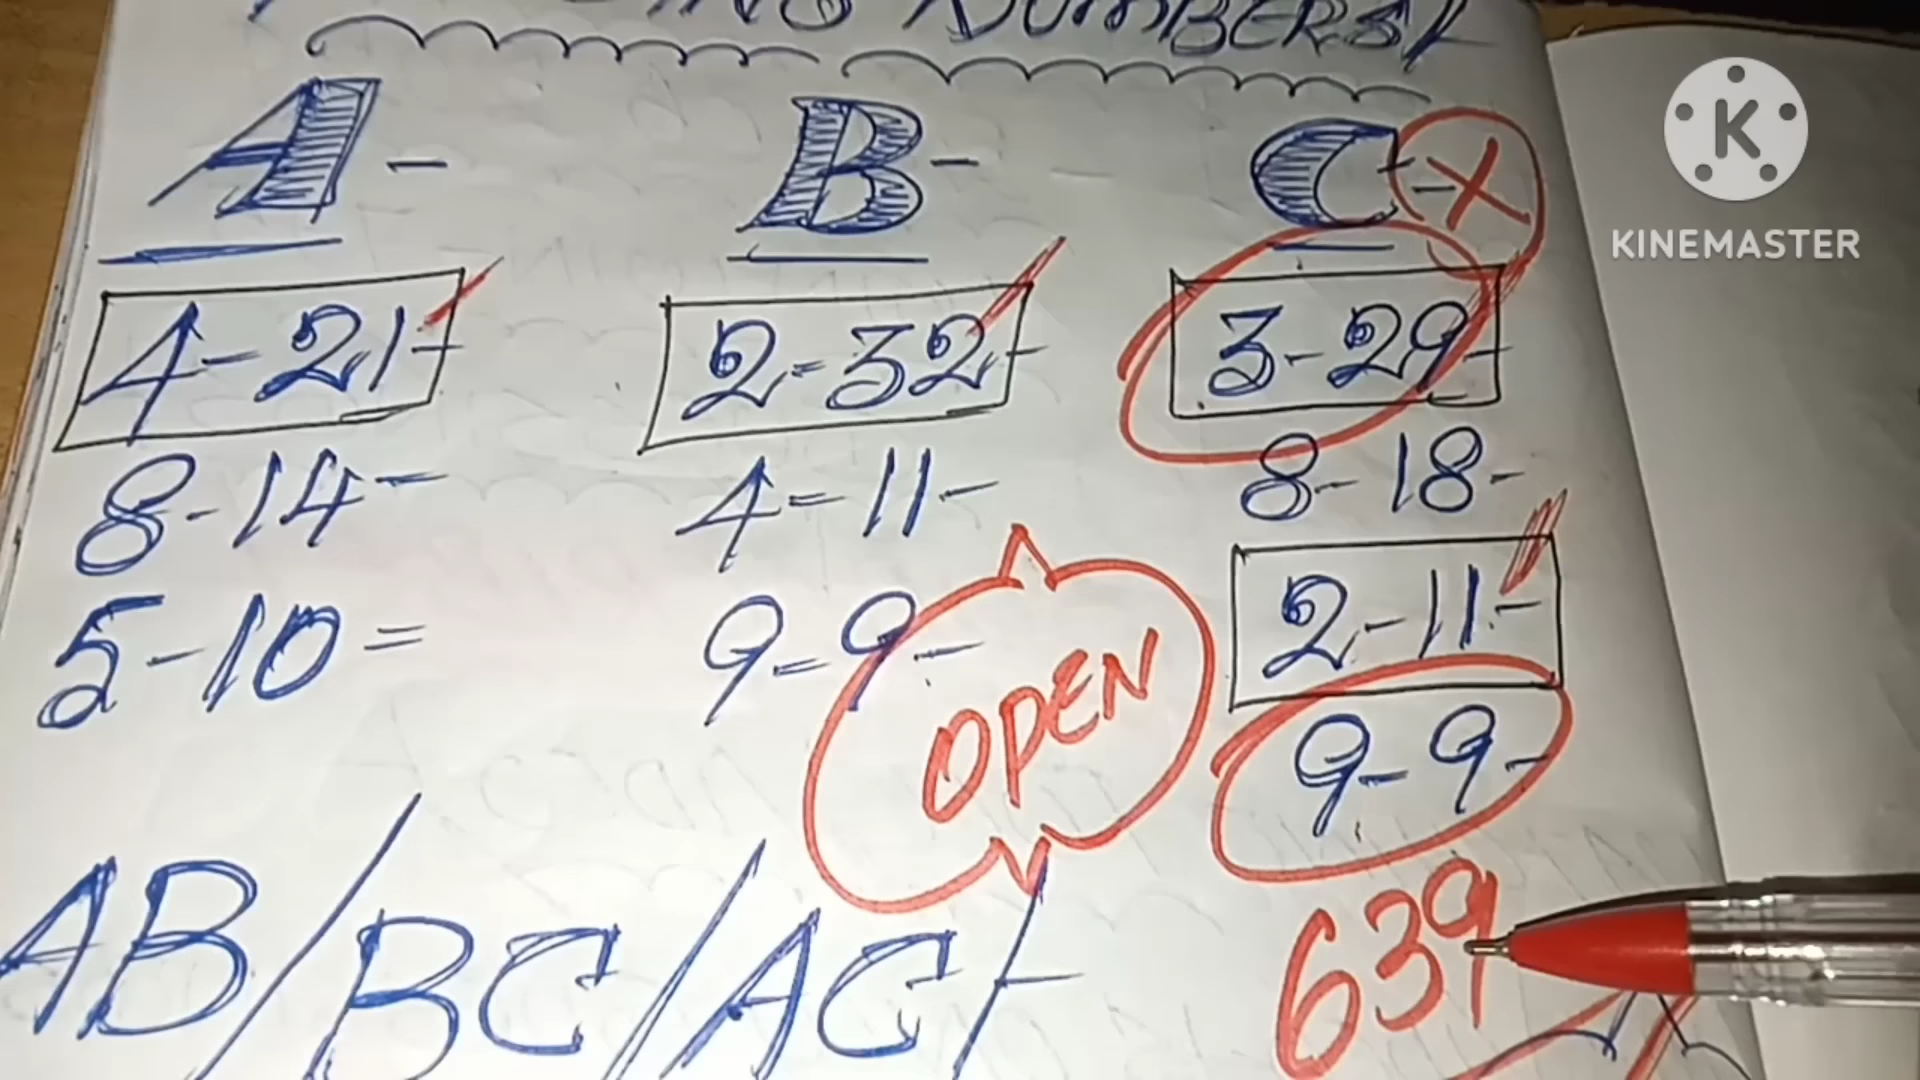 NUMBERS
A - B - C - X
4-21- 2-32- 3-29-
8-14- 4-11- 8-18-
5-10= 9-9- 2-11-
OPEN 9-9-
AB/BC/AC/- 639
K
KINEMASTER